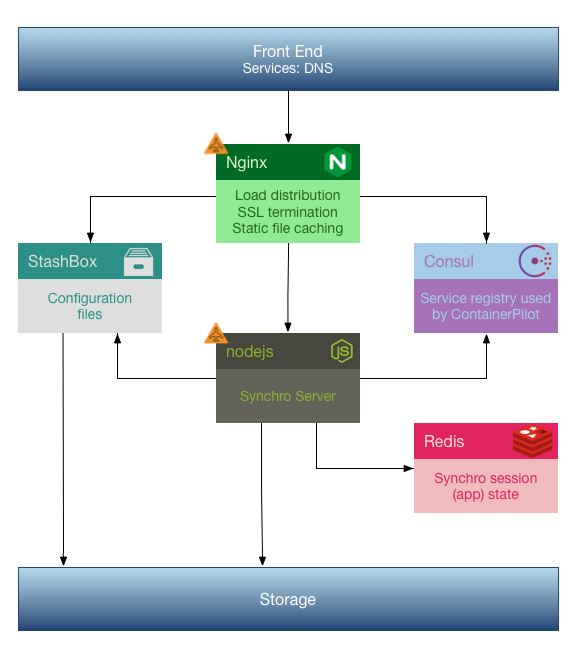 Front End
Services: DNS
Nginx
N
Load distribution
SSL termination
Static file caching
StashBox
Configuration
files
Consul
Service registry used
by ContainerPilot
nodejs
JS
Synchro Server
Redis
Synchro session
(app) state
Storage